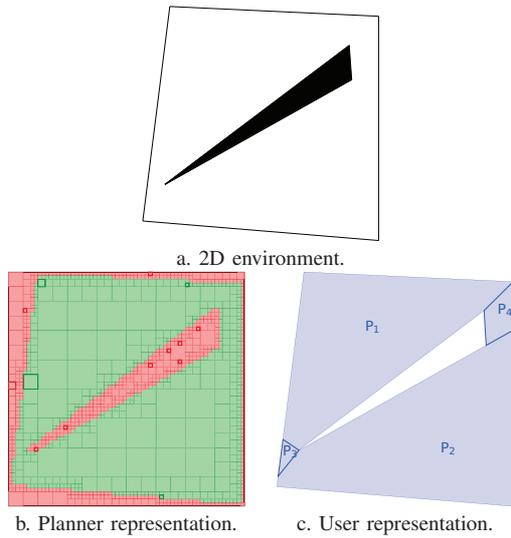 a. 2D environment.
P1
P4
P2
P3
b. Planner representation.
c. User representation.